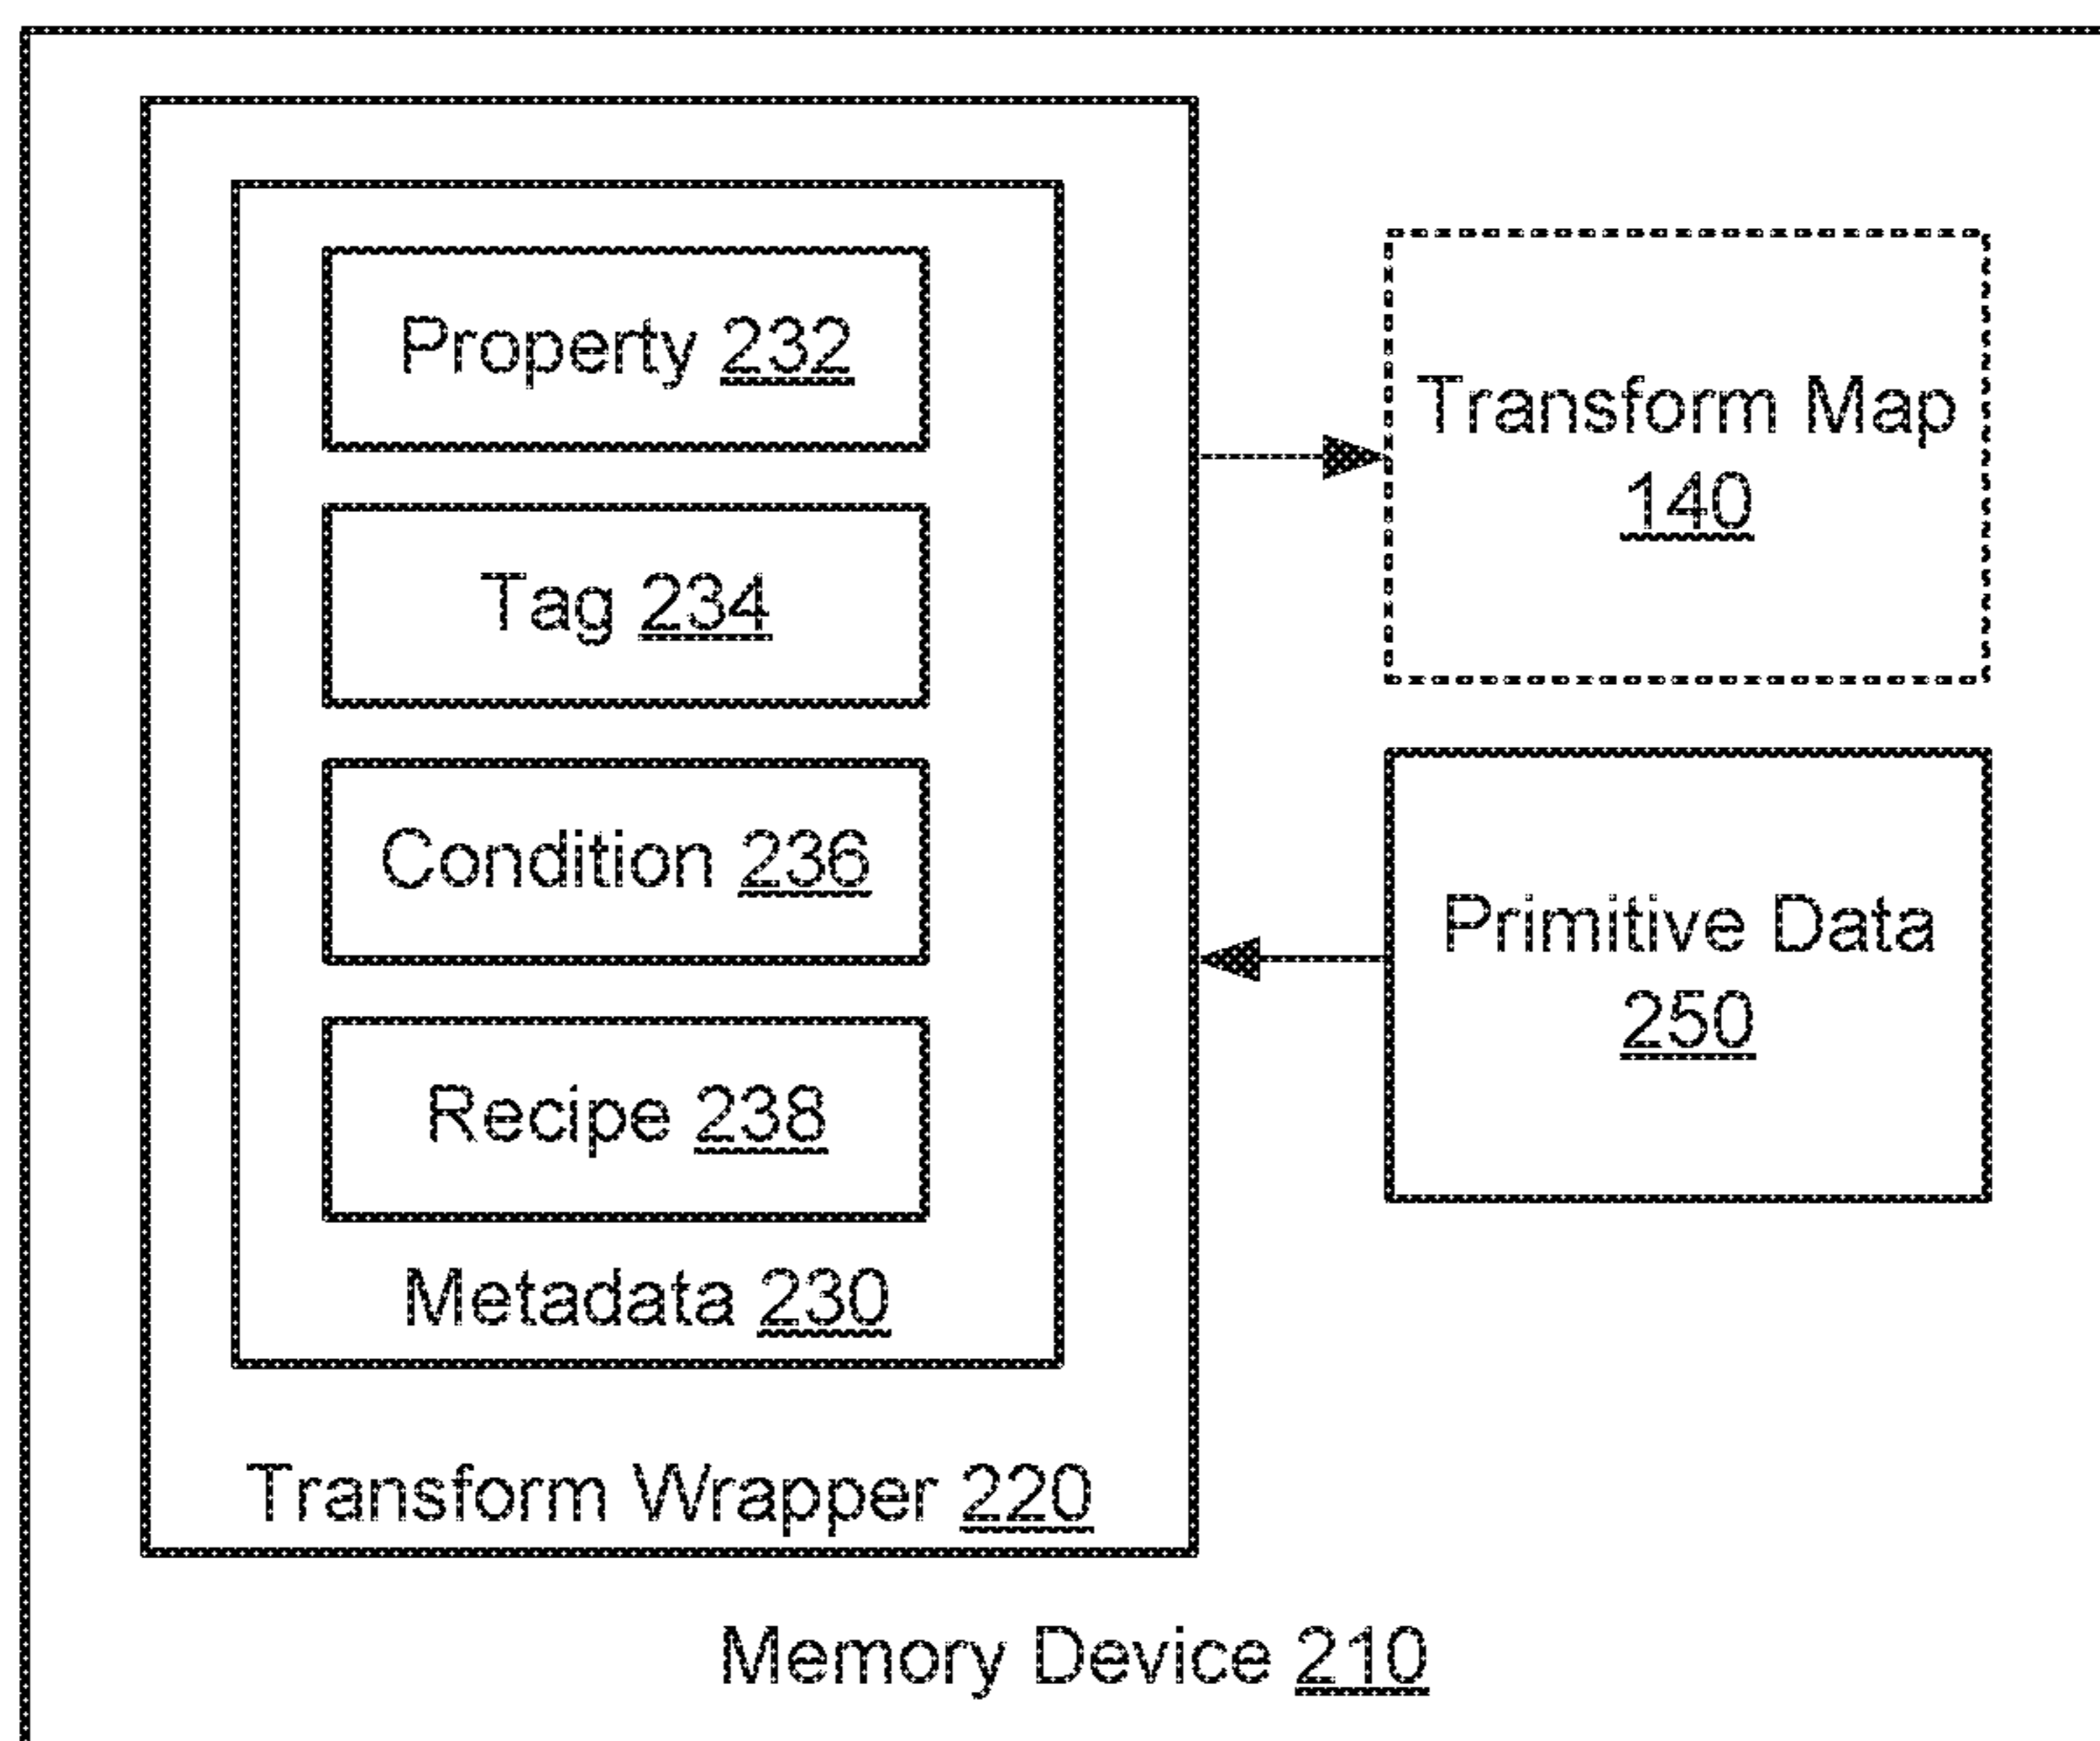 Property 232
Tag 234
Condition 236
Recipe 238
Metadata 230
Transform Wrapper 220
Transform Map
140
Primitive Data
250
Memory Device 210